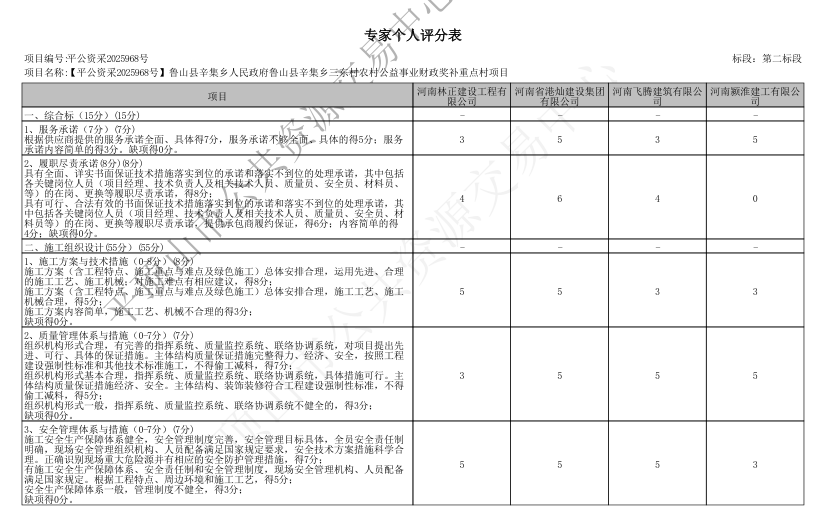 专家个人评分表
项目编号:平公资采2025968号
标段: 第二标段
项目名称:【平公资采2025968号】鲁山县辛集乡人民政府鲁山县辛集乡三东村农村公益事业财政奖补重点村项目
项目
河南林正建设工程有
限公司
河南省港灿建设集团
有限公司
河南飞腾建筑有限公
司
河南颍淮建工有限公
司
一、综合标（15分）(15分)
－ － － －
1、服务承诺（7分）(7分)
根据供应商提供的服务承诺全面、具体得7分, 服务承诺不够全面、具体的得5分; 服务
承诺内容简单的得3分。缺项得0分。
3 5 3 5
2、履职尽责承诺(8分)(8分)
具有全面、详实书面保证技术措施落实到位的承诺和落实不到位的处理承诺, 其中包括
各关键岗位人员（项目经理、技术负责人及相关技术人员、质量员、安全员、材料员、
等）的在岗、更换等履职尽责承诺, 得8分;
具有可行、合法有效的书面保证技术措施落实到位的承诺和落实不到位的处理承诺, 其
中包括各关键岗位人员（项目经理、技术负责人及相关技术人员、质量员、安全员、材
料员等）的在岗、更换等履职尽责承诺, 提供承包商履约保证, 得6分; 内容简单的得
4分; 缺项得0分。
4 6 4 0
二、施工组织设计(55分）(55分)
－ － － －
1、施工方案与技术措施（0-8分）(8分)
施工方案（含工程特点、施工重点与难点及绿色施工）总体安排合理, 运用先进、合理
的施工工艺、施工机械; 对施工难点有相应建议, 得8分;
施工方案（含工程特点、施工重点与难点及绿色施工）总体安排合理, 施工工艺、施工
机械合理, 得5分;
施工方案内容简单, 施工工艺、机械不合理的得3分;
缺项得0分。
5 5 3 3
2、质量管理体系与措施（0-7分）(7分)
组织机构形式合理, 有完善的指挥系统、质量监控系统、联络协调系统, 对项目提出先
进、可行、具体的保证措施。主体结构质量保证措施完整得力、经济、安全, 按照工程
建设强制性标准和其他技术标准施工, 不得偷工减料, 得7分;
组织机构形式基本合理, 指挥系统、质量监控系统、联络协调系统, 具体措施可行。主
体结构质量保证措施经济、安全。主体结构、装饰装修符合工程建设强制性标准, 不得
偷工减料, 得5分;
组织机构形式一般, 指挥系统、质量监控系统、联络协调系统不健全的, 得3分;
缺项得0分。
3 5 5 5
3、安全管理体系与措施（0-7分）(7分)
施工安全生产保障体系健全, 安全管理制度完善, 安全管理目标具体, 全员安全责任制
明确, 现场安全管理组织机构、人员配备满足国家规定要求, 安全技术方案措施科学合
理。正确识别现场重大危险源并有相应的安全防护管理措施, 得7分;
有施工安全生产保障体系、安全责任制和安全管理制度, 现场安全管理机构、人员配备
满足国家规定。根据工程特点、周边环境和施工工艺, 得5分;
安全生产保障体系一般, 管理制度不健全, 得3分;
缺项得0分。
5 5 5 3